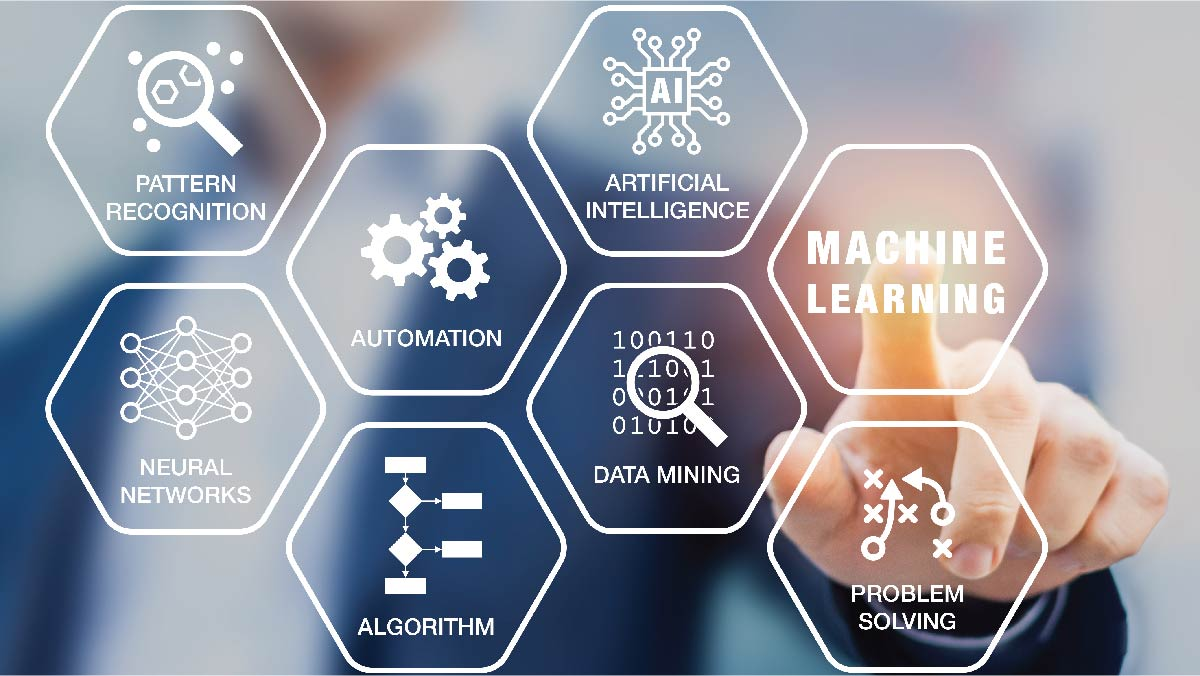 PATTERN
RECOGNITION
AI
ARTIFICIAL
INTELLIGENCE
AUTOMATION
MACHINE
LEARNING
NEURAL
NETWORKS
100110
DATA MINING
ALGORITHM
PROBLEM
SOLVING